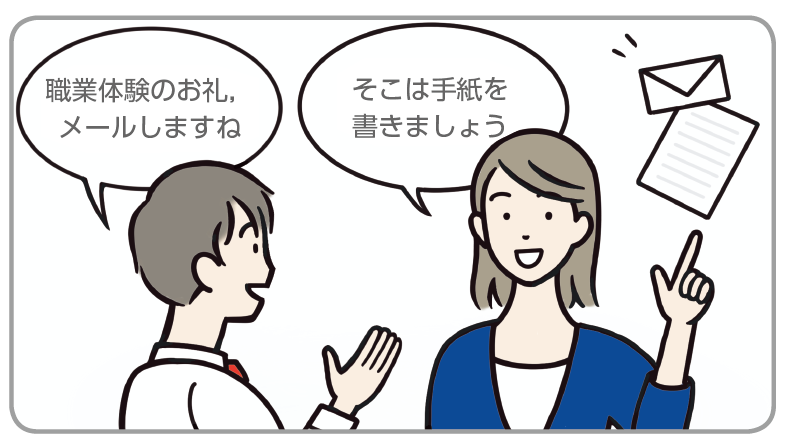 職業体験のお礼，
メールしますね
そこは手紙を
書きましょう